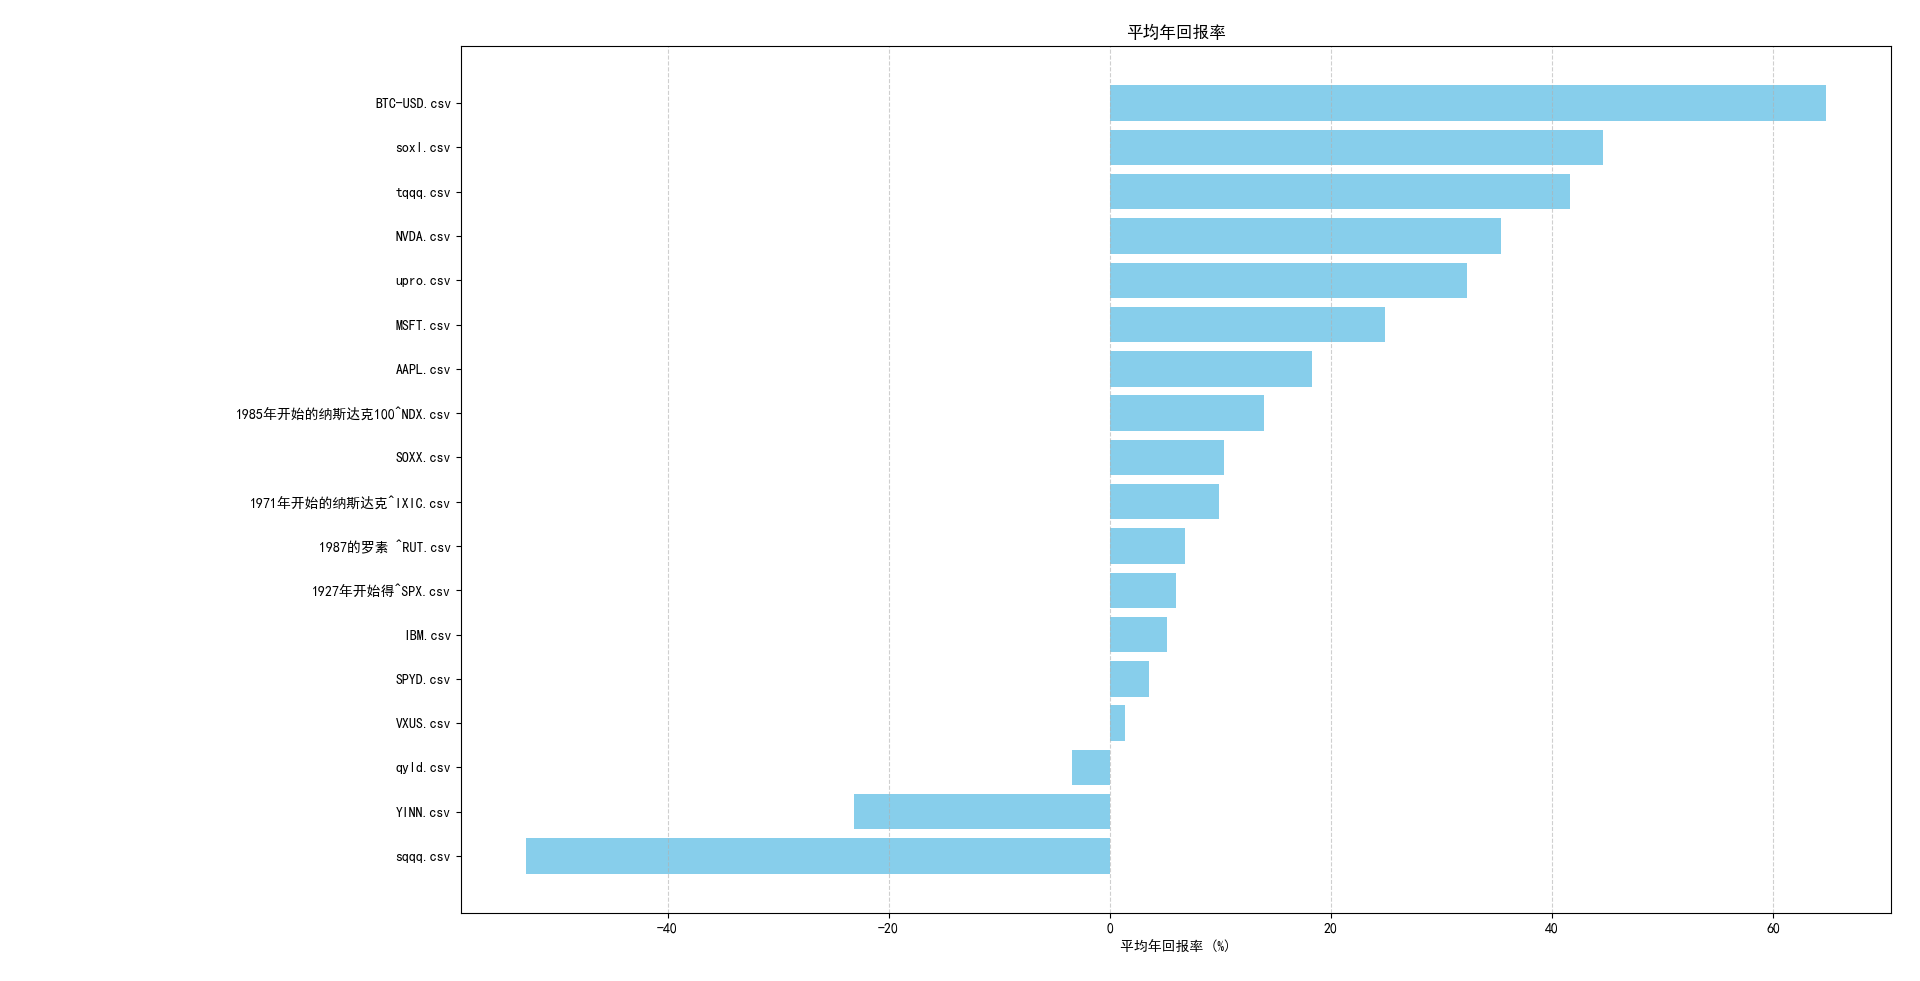 平均年回报率
BTC-USD.csv
soxl.csv
tqqq.csv
NVDA.csv
upro.csv
MSFT.csv
AAPL.csv
1985年开始的纳斯达克100^NDX.csv
SOXX.csv
1971年开始的纳斯达克^IXIC.csv
1987的罗素 ^RUT.csv
1927年开始得^SPX.csv
IBM.csv
SPYD.csv
VXUS.csv
qyld.csv
YINN.csv
sqqq.csv
-40 -20 0 20 40 60
平均年回报率 (%)